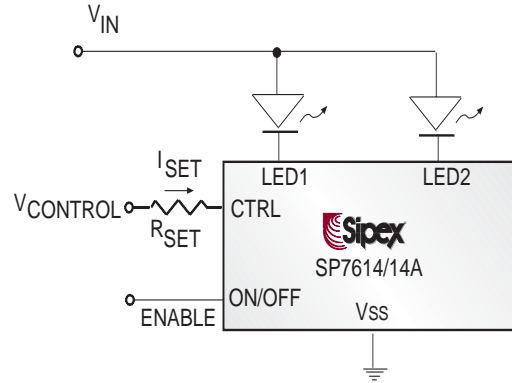 VIN
ISET
LED1 LED2
VCONTROL CTRL
RSET
Sipex
SP7614/14A
ON/OFF
ENABLE
VSS